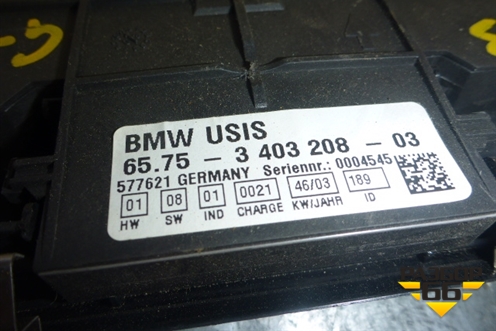 BMW USIS
65.75 - 3 403 208 - 03
577621 GERMANY Seriennr.: 0004545
01 08 01 0021 46/03 189
HW SW IND CHARGE KW/JAHR ID
66